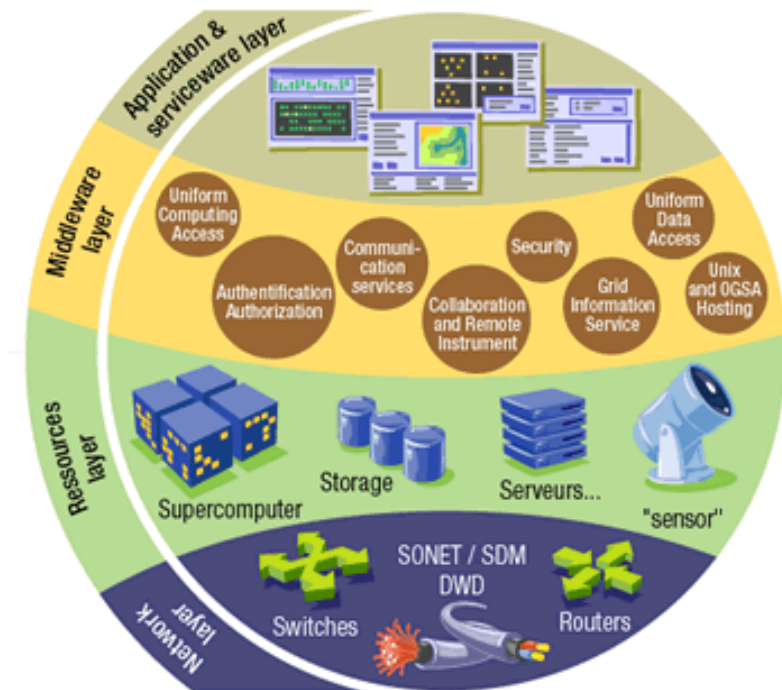 Application &
serviceware layer
Middleware
layer
Uniform
Computing
Access
Authentification
Authorization
Communi-
cation
services
Collaboration
and Remote
Instrument
Security
Grid
Information
Service
Uniform
Data
Access
Unix
and OGSA
Hosting
Ressources
layer
Supercomputer
Storage
Serveurs...
"sensor"
Network
layer
Switches
SONET / SDM
DWD
Routers